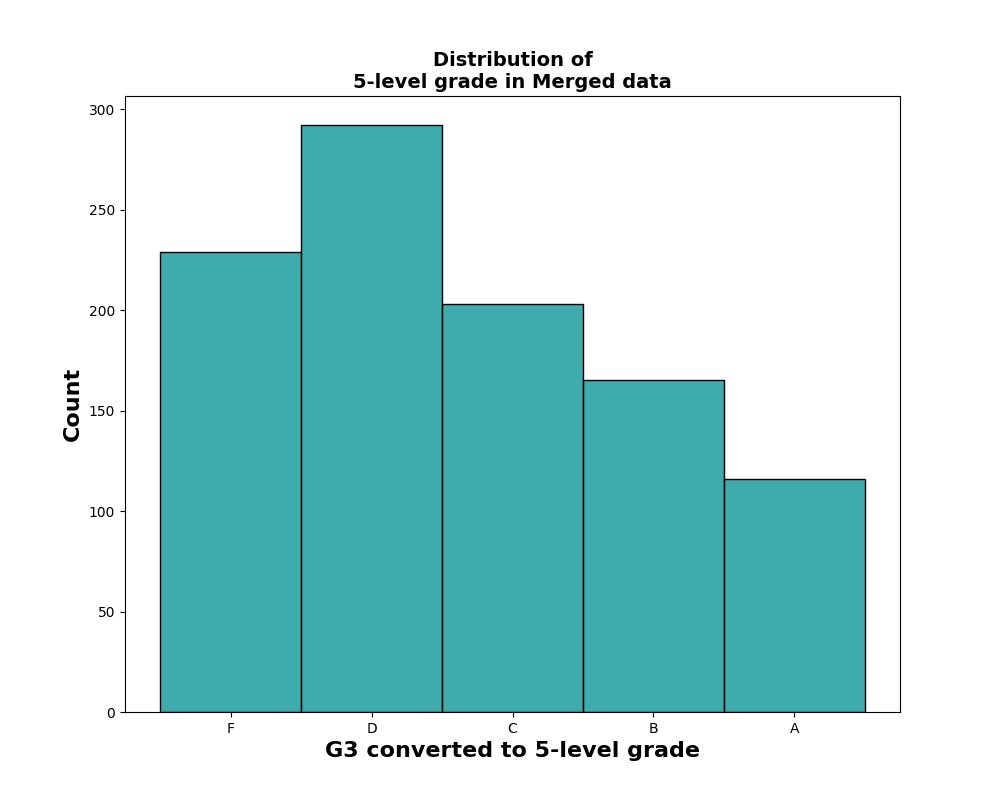 Distribution of
5-level grade in Merged data
300
250
200
150
100
50
0
Count
F D C B A
G3 converted to 5-level grade